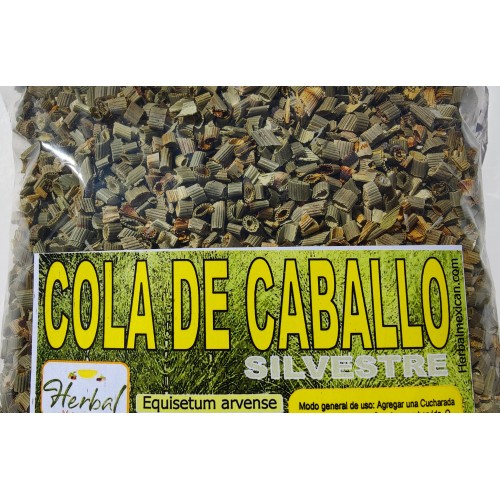 COLA DE CABALLO
SILVESTRE
Herbalmexican.com
Herbal
Equisetum arvense
Modo general de uso: Agregar una Cucharada